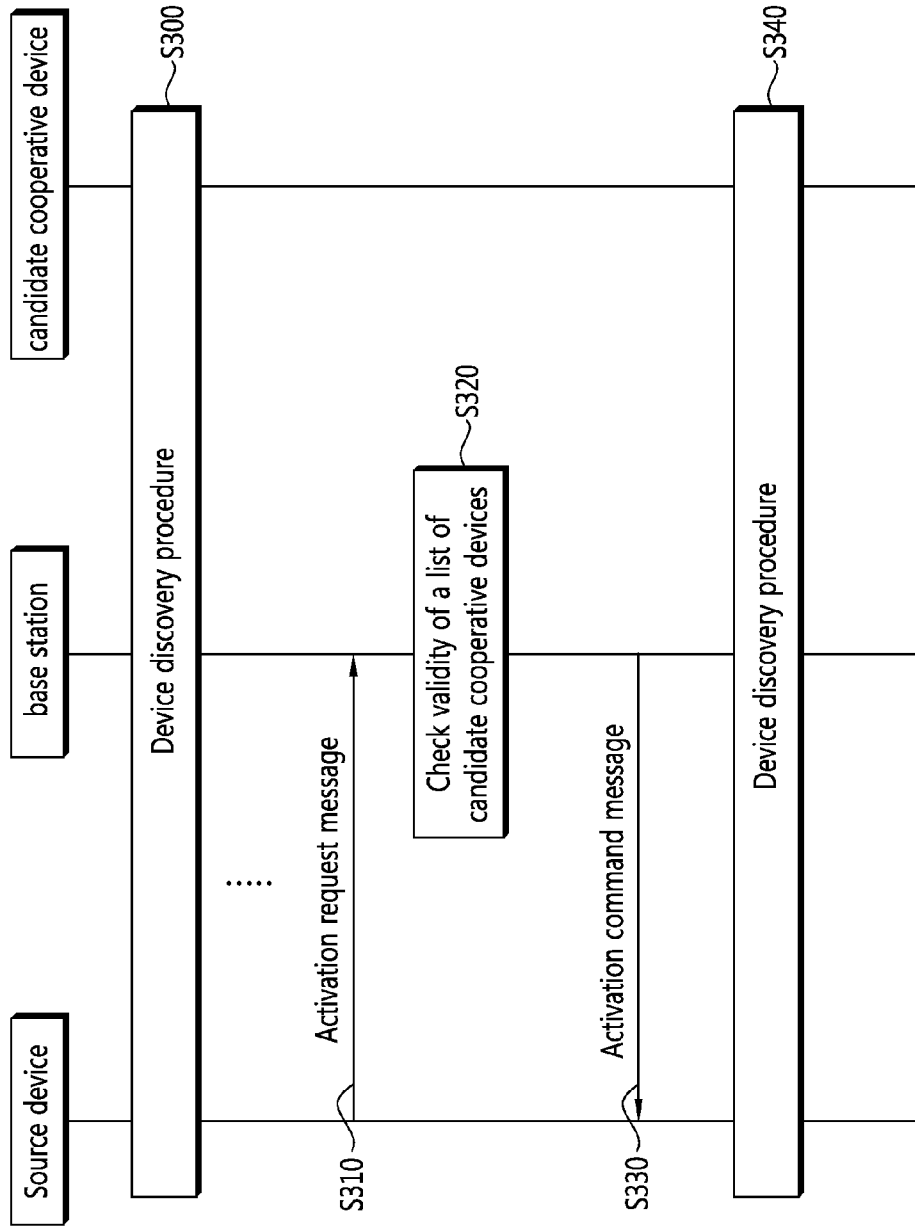 Source device
base station
candidate cooperative device
Device discovery procedure
S300
.....
Activation request message
S310
Check validity of a list of
candidate cooperative devices
S320
Activation command message
S330
Device discovery procedure
S340